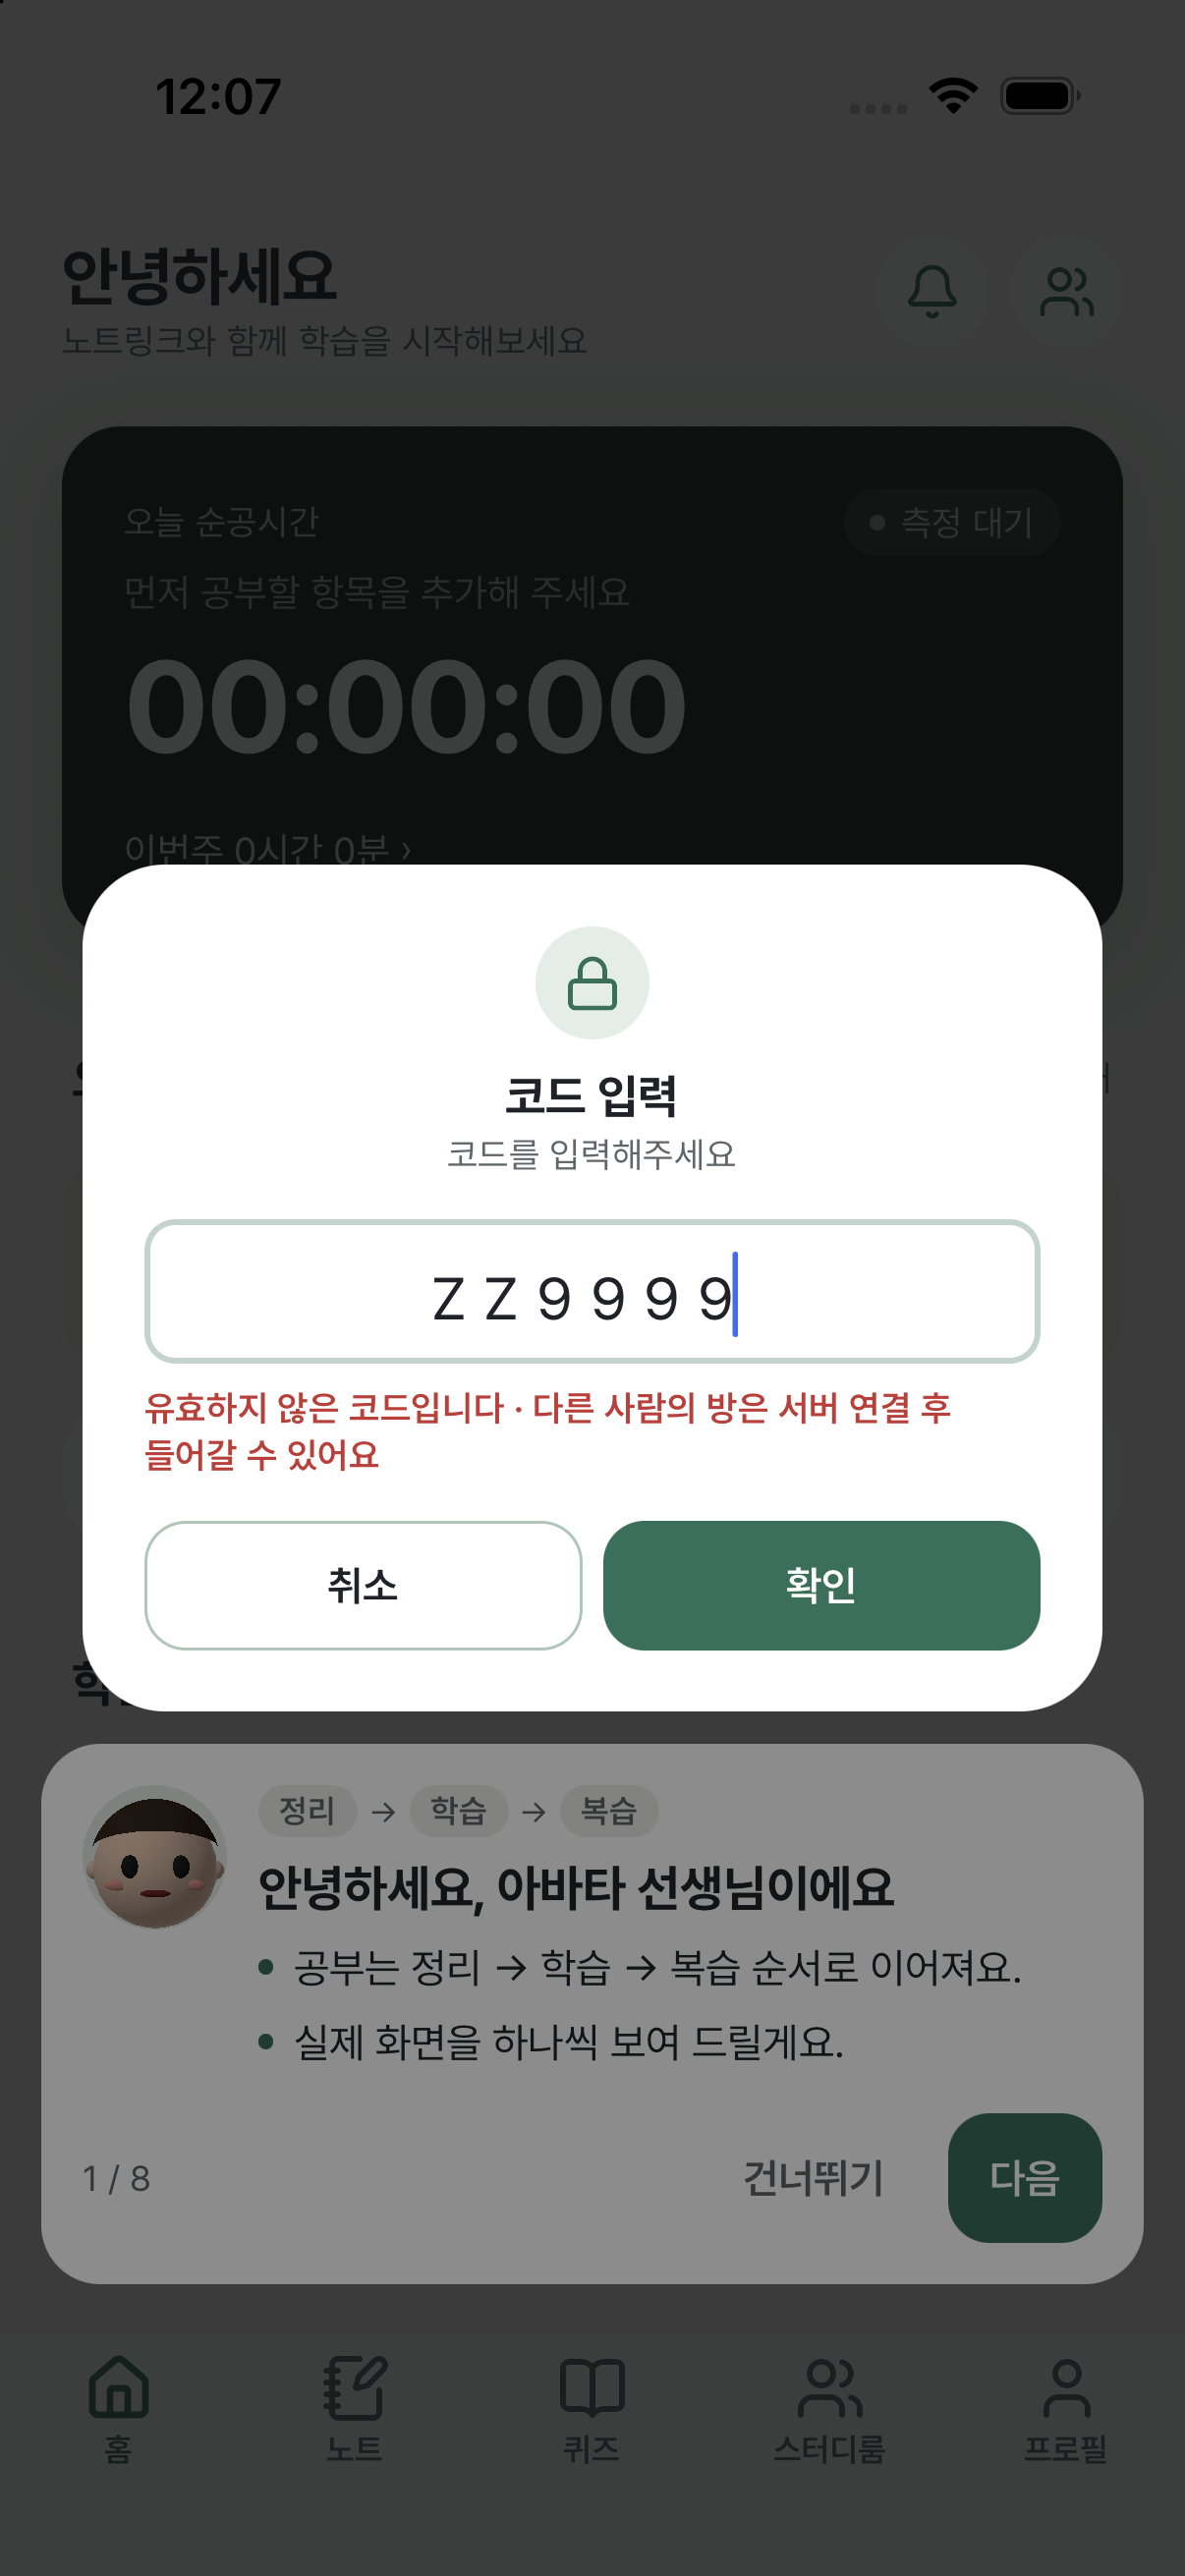 12:07
안녕하세요
노트링크와 함께 학습을 시작해보세요
오늘 순공시간
측정 대기
먼저 공부할 항목을 추가해 주세요
00:00:00
이번주 0시간 0분 ›
코드 입력
코드를 입력해주세요
ZZ9999
유효하지 않은 코드입니다 · 다른 사람의 방은 서버 연결 후
들어갈 수 있어요
취소
확인
정리 → 학습 → 복습
안녕하세요, 아바타 선생님이에요
공부는 정리 → 학습 → 복습 순서로 이어져요.
실제 화면을 하나씩 보여 드릴게요.
1 / 8
건너뛰기
다음
홈
노트
퀴즈
스터디룸
프로필